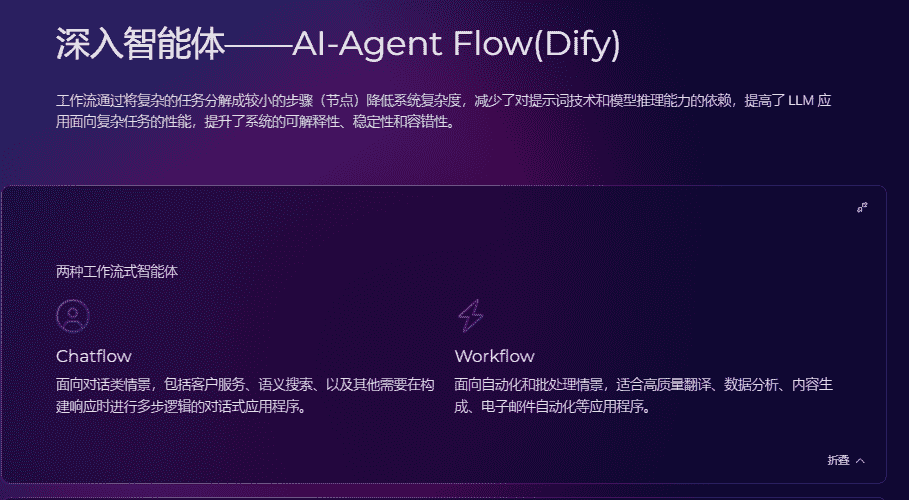 深入智能体——AI-Agent Flow(Dify)
工作流通过将复杂的任务分解成较小的步骤（节点）降低系统复杂度，减少了对提示词技术和模型推理能力的依赖，提高了 LLM 应
用面向复杂任务的性能，提升了系统的可解释性、稳定性和容错性。
两种工作流式智能体
Chatflow
面向对话类情景，包括客户服务、语义搜索、以及其他需要在构
建响应时进行多步逻辑的对话式应用程序。
Workflow
面向自动化和批处理情景，适合高质量翻译、数据分析、内容生
成、电子邮件自动化等应用程序。
折叠